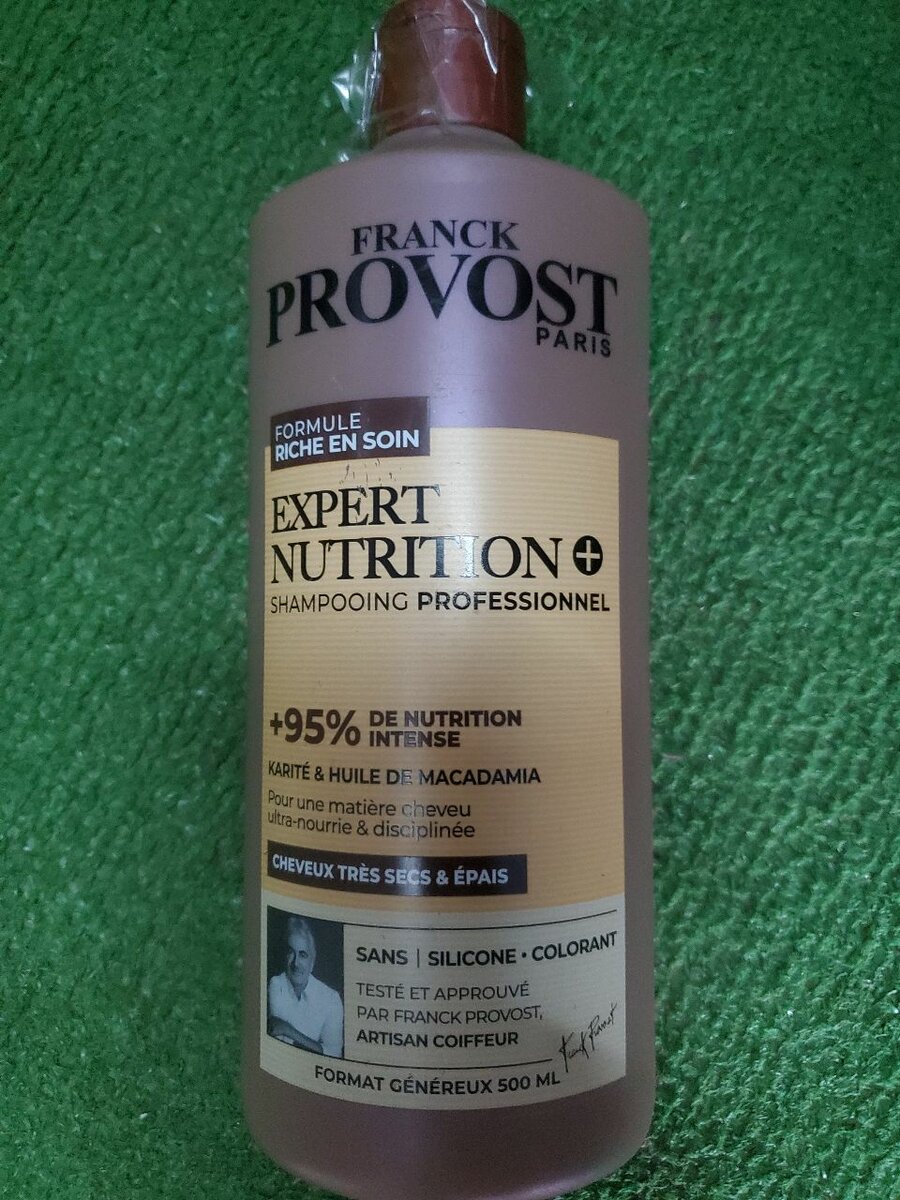 FRANCK
PROVOST
PARIS
FORMULE
RICHE EN SOIN
EXPERT
NUTRITION +
SHAMPOOING PROFESSIONNEL
+95% DE NUTRITION
INTENSE
KARITÉ & HUILE DE MACADAMIA
Pour une matière cheveu
ultra-nourrie & disciplinée
CHEVEUX TRÈS SECS & ÉPAIS
SANS | SILICONE • COLORANT
TESTÉ ET APPROUVÉ
PAR FRANCK PROVOST,
ARTISAN COIFFEUR
Franck Provost
FORMAT GÉNÉREUX 500 ML